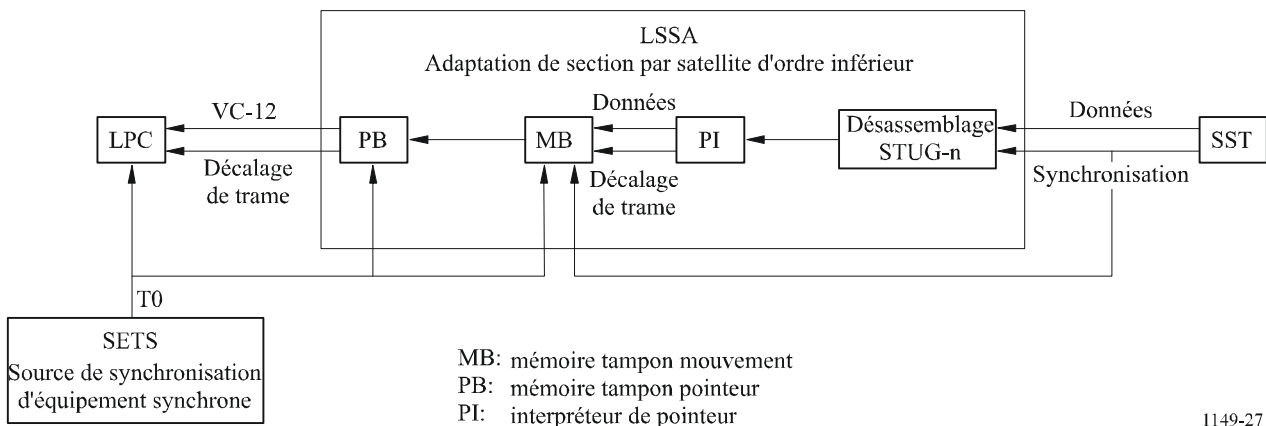 LSSA
Adaptation de section par satellite d'ordre inférieur
VC-12
Données
Désassemblage
STUG-n
Données
LPC
PB
MB
PI
SST
Décalage
de trame
Décalage
de trame
Synchronisation
T0
SETS
Source de synchronisation
d'équipement synchrone
MB: mémoire tampon mouvement
PB: mémoire tampon pointeur
PI: interpréteur de pointeur
1149-27